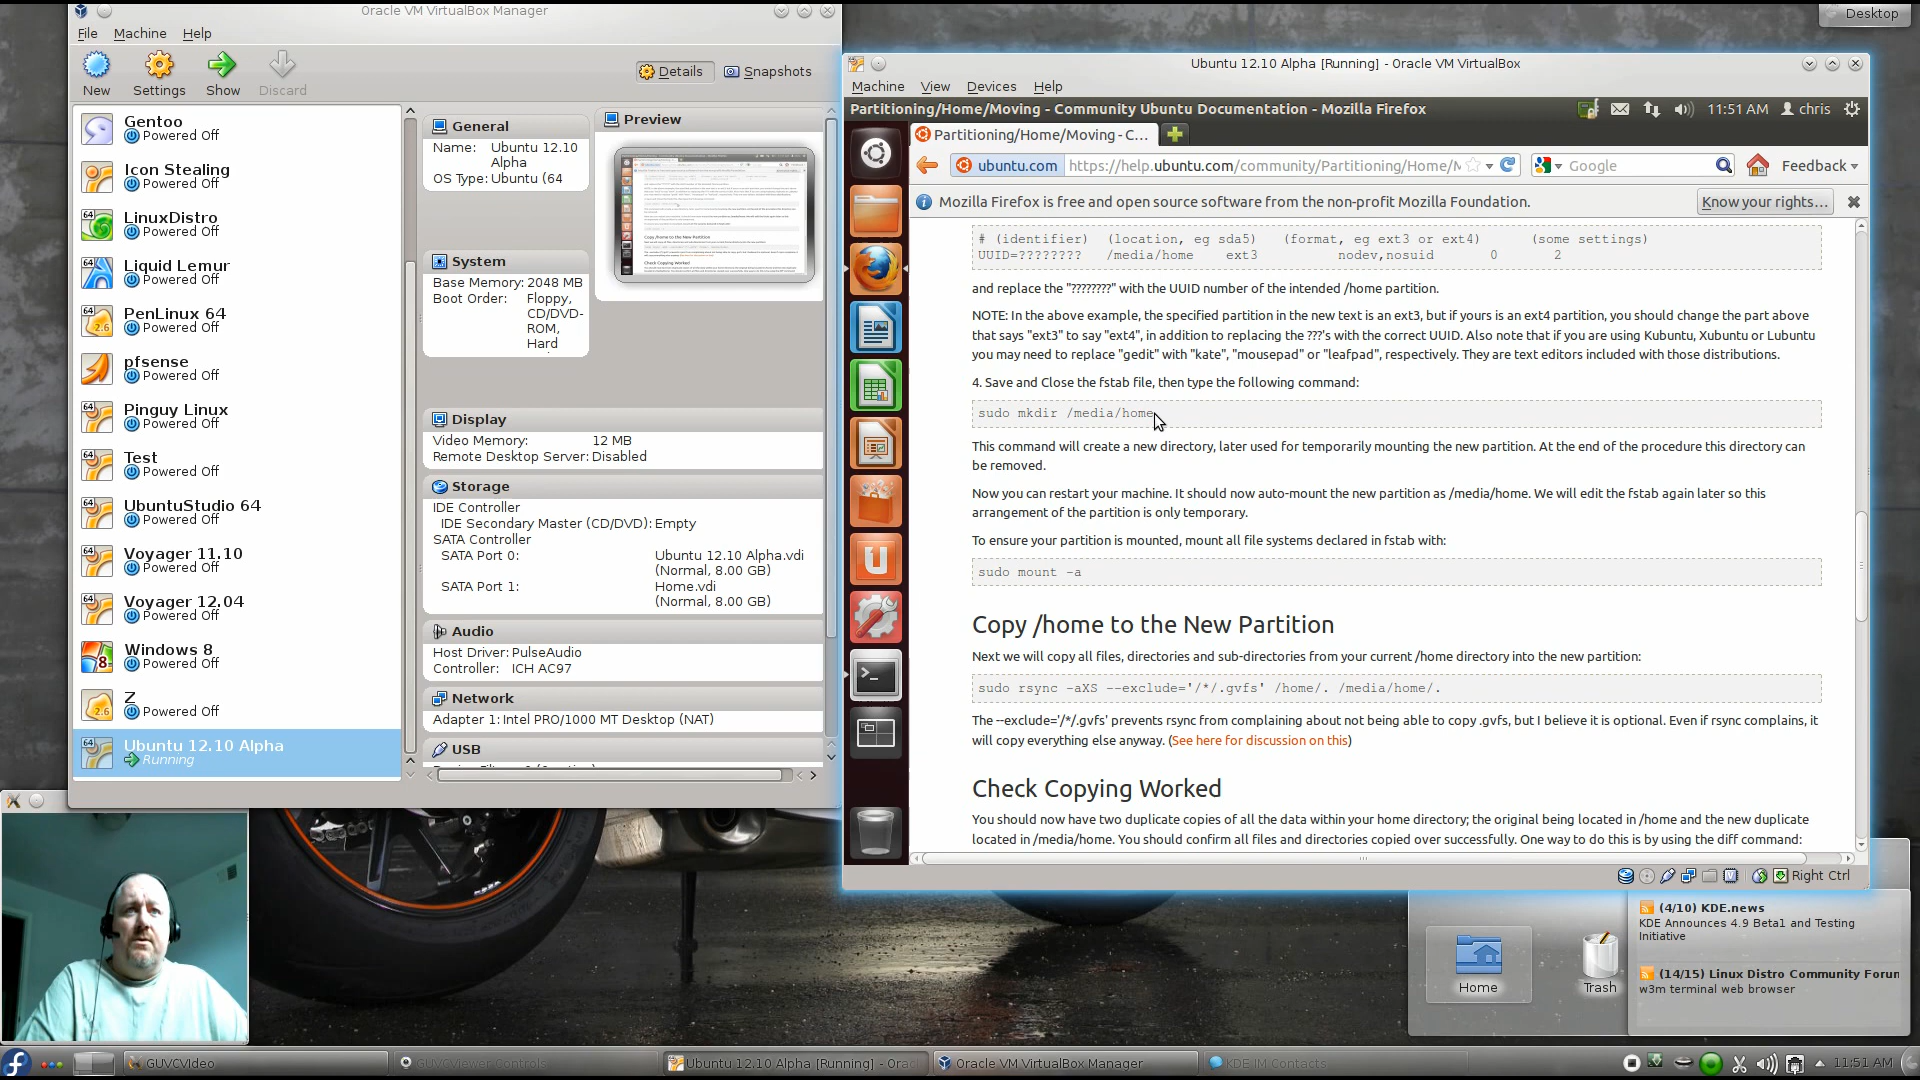 Oracle VM VirtualBox Manager
File Machine Help
New Settings Show Discard
Details Snapshots
Gentoo
Powered Off
Icon Stealing
Powered Off
LinuxDistro
Powered Off
Liquid Lemur
Powered Off
PenLinux 64
Powered Off
pfsense
Powered Off
Pinguy Linux
Powered Off
Test
Powered Off
UbuntuStudio 64
Powered Off
Voyager 11.10
Powered Off
Voyager 12.04
Powered Off
Windows 8
Powered Off
Z
Powered Off
Ubuntu 12.10 Alpha
Running
General
Name: Ubuntu 12.10
Alpha
OS Type: Ubuntu (64
System
Base Memory: 2048 MB
Boot Order: Floppy,
CD/DVD-
ROM,
Hard
Preview
Display
Video Memory: 12 MB
Remote Desktop Server: Disabled
Storage
IDE Controller
IDE Secondary Master (CD/DVD): Empty
SATA Controller
SATA Port 0: Ubuntu 12.10 Alpha.vdi
(Normal, 8.00 GB)
SATA Port 1: Home.vdi
(Normal, 8.00 GB)
Audio
Host Driver: PulseAudio
Controller: ICH AC97
Network
Adapter 1: Intel PRO/1000 MT Desktop (NAT)
USB
Desktop
Ubuntu 12.10 Alpha [Running] - Oracle VM VirtualBox
Machine View Devices Help
Partitioning/Home/Moving - Community Ubuntu Documentation - Mozilla Firefox
11:51 AM chris
Partitioning/Home/Moving - C...
ubuntu.com https://help.ubuntu.com/community/Partitioning/Home/M
Google
Feedback
Mozilla Firefox is free and open source software from the non-profit Mozilla Foundation.
Know your rights...
# (identifier) (location, eg sda5) (format, eg ext3 or ext4) (some settings)
UUID=???????? /media/home ext3 nodev,nosuid 0 2
and replace the "????????" with the UUID number of the intended /home partition.
NOTE: In the above example, the specified partition in the new text is an ext3, but if yours is an ext4 partition, you should change the part above
that says "ext3" to say "ext4", in addition to replacing the ???'s with the correct UUID. Also note that if you are using Kubuntu, Xubuntu or Lubuntu
you may need to replace "gedit" with "kate", "mousepad" or "leafpad", respectively. They are text editors included with those distributions.
4. Save and Close the fstab file, then type the following command:
sudo mkdir /media/home
This command will create a new directory, later used for temporarily mounting the new partition. At the end of the procedure this directory can
be removed.
Now you can restart your machine. It should now auto-mount the new partition as /media/home. We will edit the fstab again later so this
arrangement of the partition is only temporary.
To ensure your partition is mounted, mount all file systems declared in fstab with:
sudo mount -a
Copy /home to the New Partition
Next we will copy all files, directories and sub-directories from your current /home directory into the new partition:
sudo rsync -aXS --exclude='/*/.gvfs' /home/. /media/home/.
The --exclude='/*/.gvfs' prevents rsync from complaining about not being able to copy .gvfs, but I believe it is optional. Even if rsync complains, it
will copy everything else anyway. (See here for discussion on this)
Check Copying Worked
You should now have two duplicate copies of all the data within your home directory; the original being located in /home and the new duplicate
located in /media/home. You should confirm all files and directories copied over successfully. One way to do this is by using the diff command:
Right Ctrl
Home
Trash
(4/10) KDE.news
KDE Announces 4.9 Beta1 and Testing
Initiative
(14/15) Linux Distro Community Forun
w3m terminal web browser
GUVCVideo
GUVCViewer Controls
Ubuntu 12.10 Alpha [Running] - Orac
Oracle VM VirtualBox Manager
KDE IM Contacts
11:51 AM